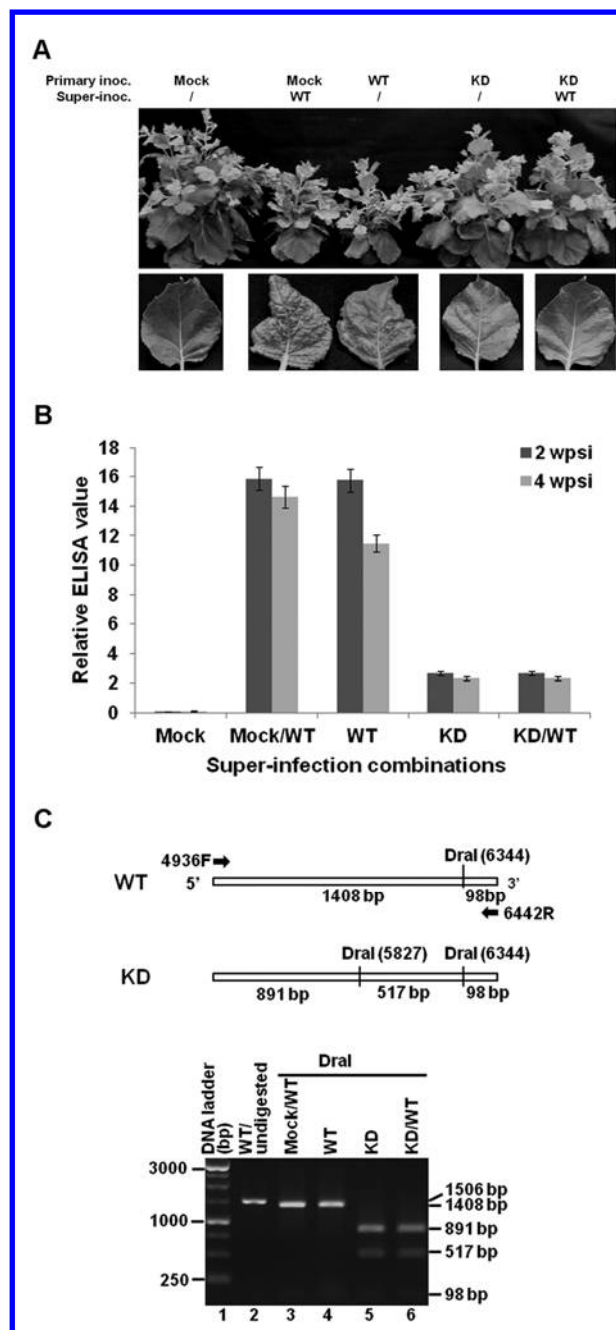 A
Primary inoc. Mock Mock WT KD KD
Super-inoc. / WT / / WT
B
Relative ELISA value
18
16
14
12
10
8
6
4
2
0
2 wpsi
4 wpsi
Mock Mock/WT WT KD KD/WT
Super-infection combinations
C
4936F
DraI (6344)
WT 5’ 3’
1408 bp 98bp
6442R
DraI (5827) DraI (6344)
KD
891 bp 517 bp 98 bp
DraI
DNA ladder (bp)
WT/ undigested
Mock/WT
WT
KD
KD/WT
3000
1000
250
1506 bp
1408 bp
891 bp
517 bp
98 bp
1 2 3 4 5 6